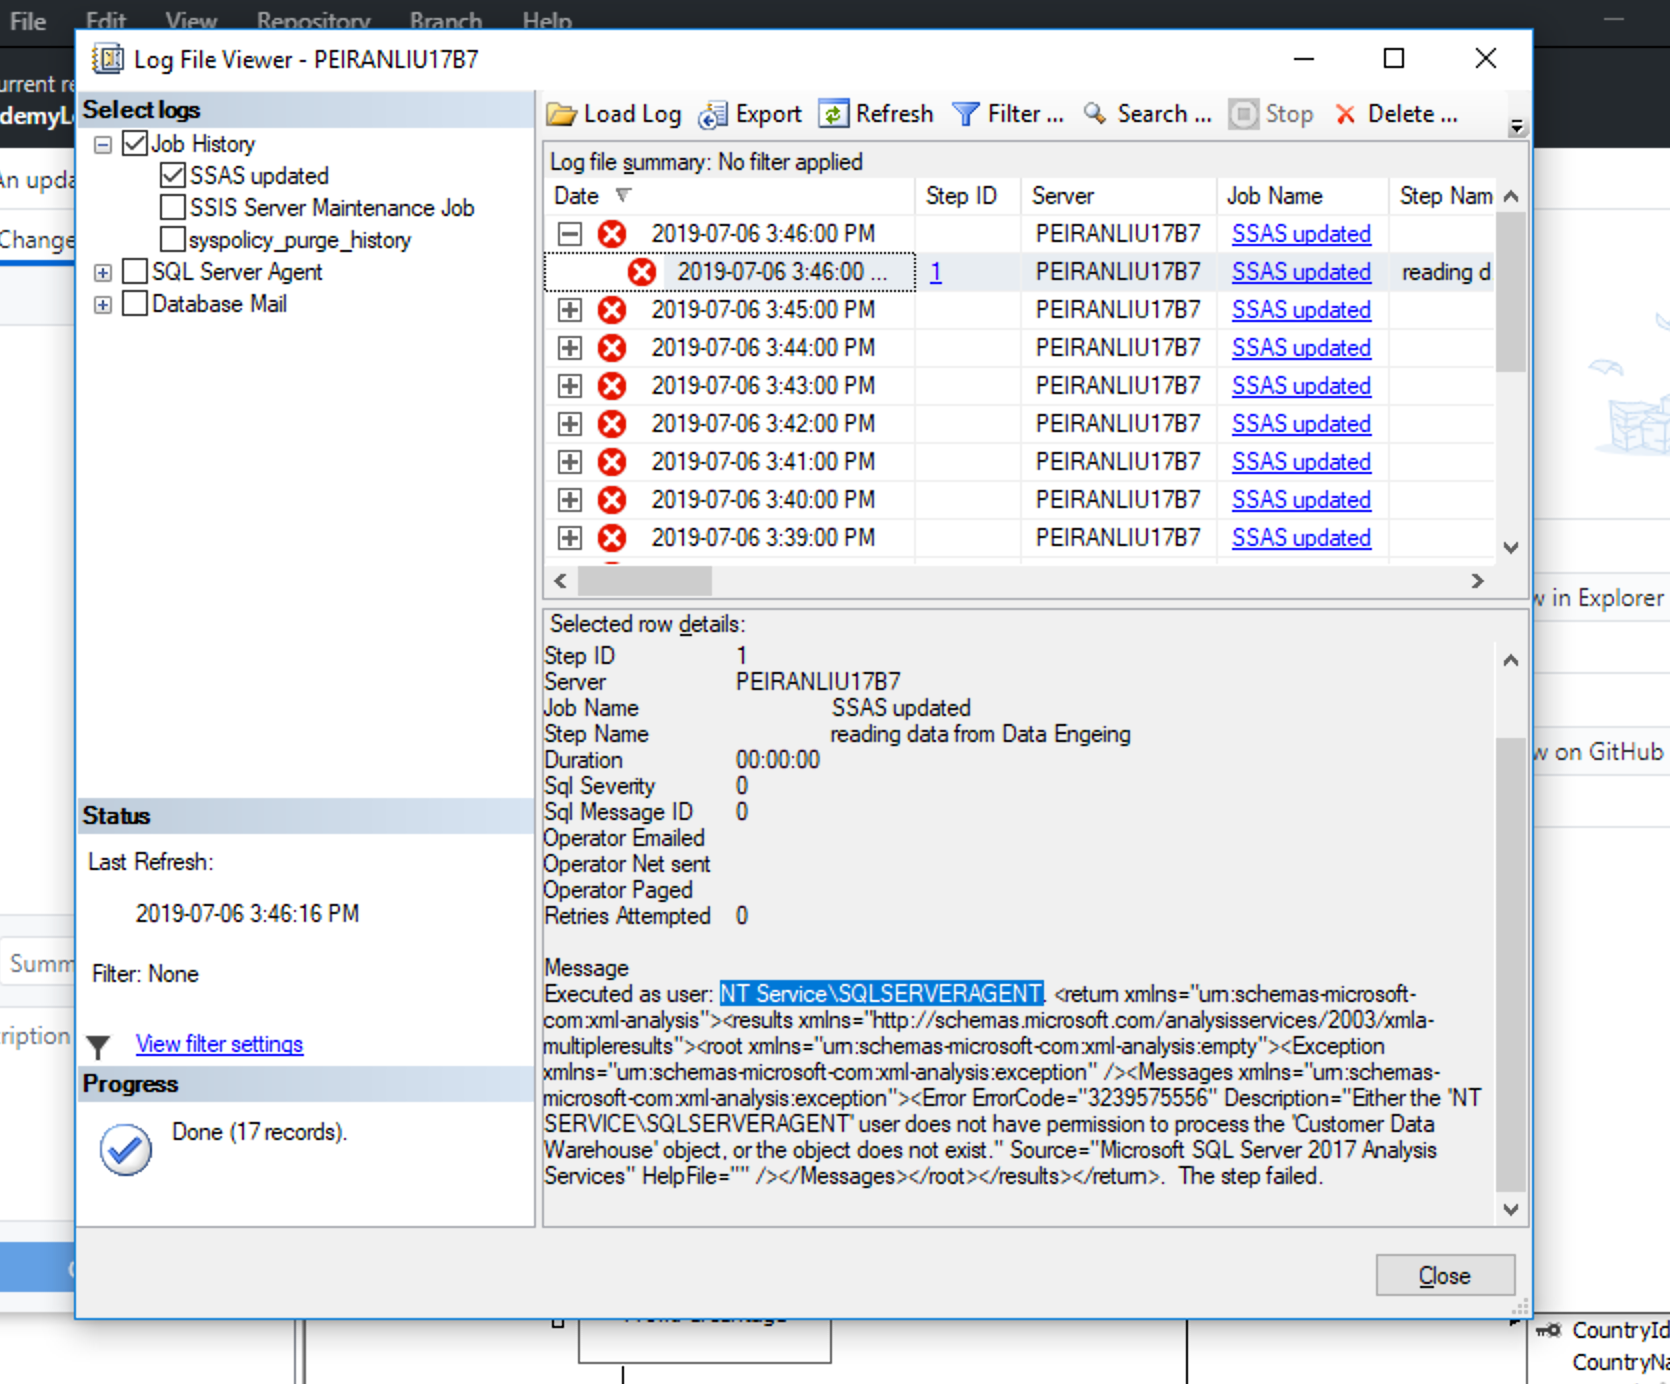 File Edit View Repository Branch Help
Log File Viewer - PEIRANLIU17B7
Select logs
Job History
SSAS updated
SSIS Server Maintenance Job
syspolicy_purge_history
SQL Server Agent
Database Mail
Status
Last Refresh:
2019-07-06 3:46:16 PM
Filter: None
View filter settings
Progress
Done (17 records).
Load Log Export Refresh Filter ... Search ... Stop Delete ...
Log file summary: No filter applied
Date Step ID Server Job Name Step Nam
2019-07-06 3:46:00 PM PEIRANLIU17B7 SSAS updated
2019-07-06 3:46:00 ... 1 PEIRANLIU17B7 SSAS updated reading d
2019-07-06 3:45:00 PM PEIRANLIU17B7 SSAS updated
2019-07-06 3:44:00 PM PEIRANLIU17B7 SSAS updated
2019-07-06 3:43:00 PM PEIRANLIU17B7 SSAS updated
2019-07-06 3:42:00 PM PEIRANLIU17B7 SSAS updated
2019-07-06 3:41:00 PM PEIRANLIU17B7 SSAS updated
2019-07-06 3:40:00 PM PEIRANLIU17B7 SSAS updated
2019-07-06 3:39:00 PM PEIRANLIU17B7 SSAS updated
Selected row details:
Step ID 1
Server PEIRANLIU17B7
Job Name SSAS updated
Step Name reading data from Data Engeing
Duration 00:00:00
Sql Severity 0
Sql Message ID 0
Operator Emailed
Operator Net sent
Operator Paged
Retries Attempted 0
Message
Executed as user: NT Service\SQLSERVERAGENT. <return xmlns="urn:schemas-microsoft-
com:xml-analysis"><results xmlns="http://schemas.microsoft.com/analysisservices/2003/xmla-
multipleresults"><root xmlns="urn:schemas-microsoft-com:xml-analysis:empty"><Exception
xmlns="urn:schemas-microsoft-com:xml-analysis:exception" /><Messages xmlns="urn:schemas-
microsoft-com:xml-analysis:exception"><Error ErrorCode="3239575556" Description="Either the 'NT
SERVICE\SQLSERVERAGENT' user does not have permission to process the 'Customer Data
Warehouse' object, or the object does not exist." Source="Microsoft SQL Server 2017 Analysis
Services" HelpFile="" /></Messages></root></results></return>.  The step failed.
Close
urrent re
demyL
An upda
Change
Summ
ription
w in Explorer
w on GitHub
CountryId
CountryNa